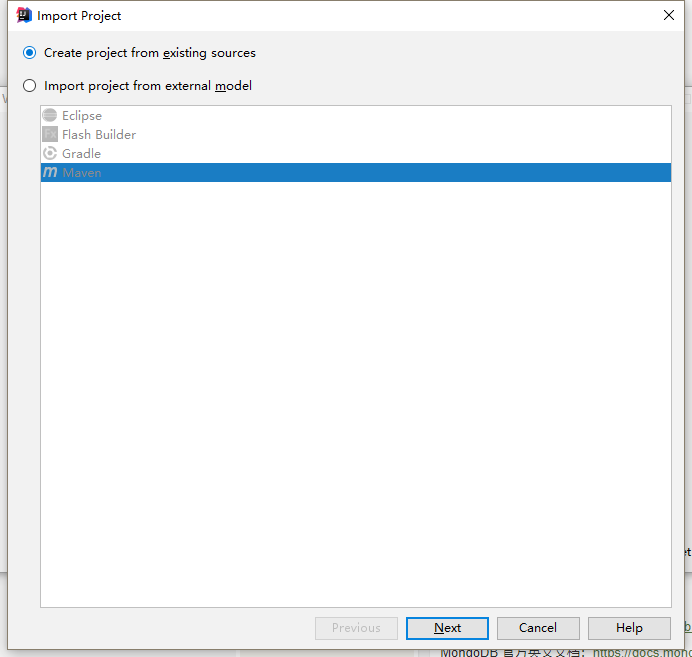 Import Project
Create project from existing sources
Import project from external model
Eclipse
Flash Builder
Gradle
Maven
Previous
Next
Cancel
Help
MongoDB 官方英文文档：https://docs.mong